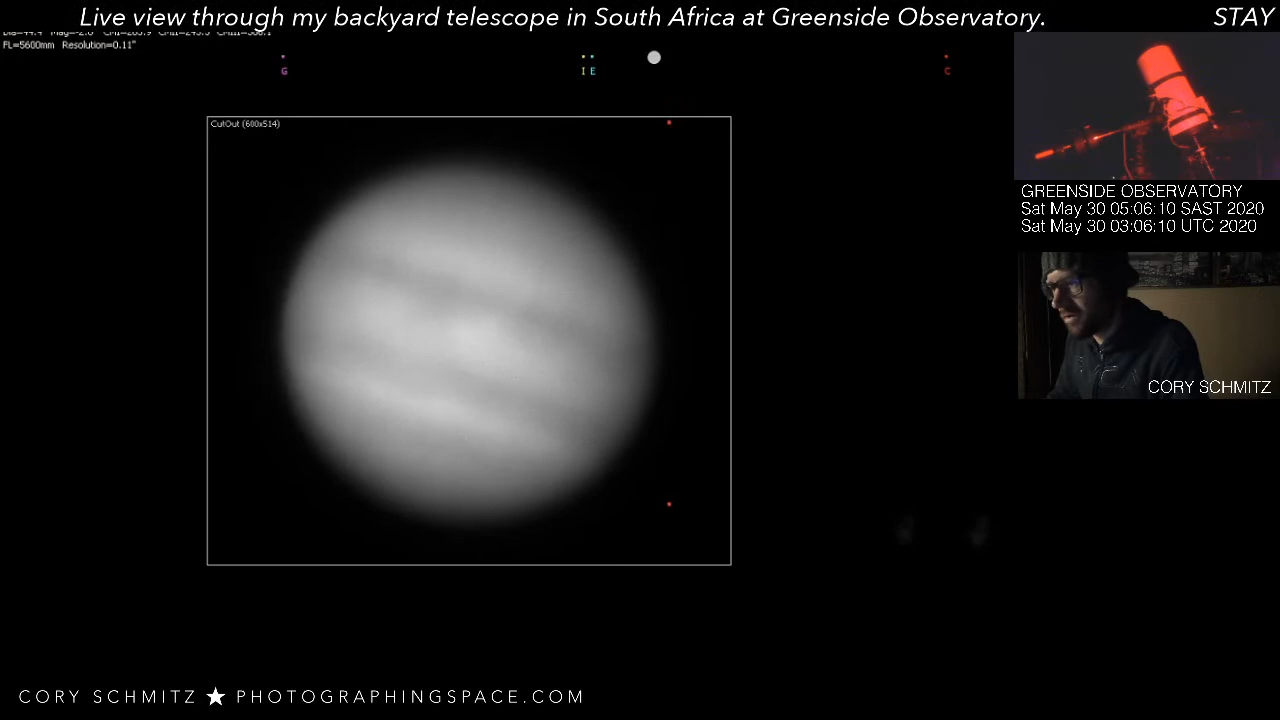 Live view through my backyard telescope in South Africa at Greenside Observatory. STAY
FL=5600mm Resolution=0.11"
G I E C
CutOut (600x514)
GREENSIDE OBSERVATORY
Sat May 30 05:06:10 SAST 2020
Sat May 30 03:06:10 UTC 2020
CORY SCHMITZ
CORY SCHMITZ ★ PHOTOGRAPHINGSPACE.COM